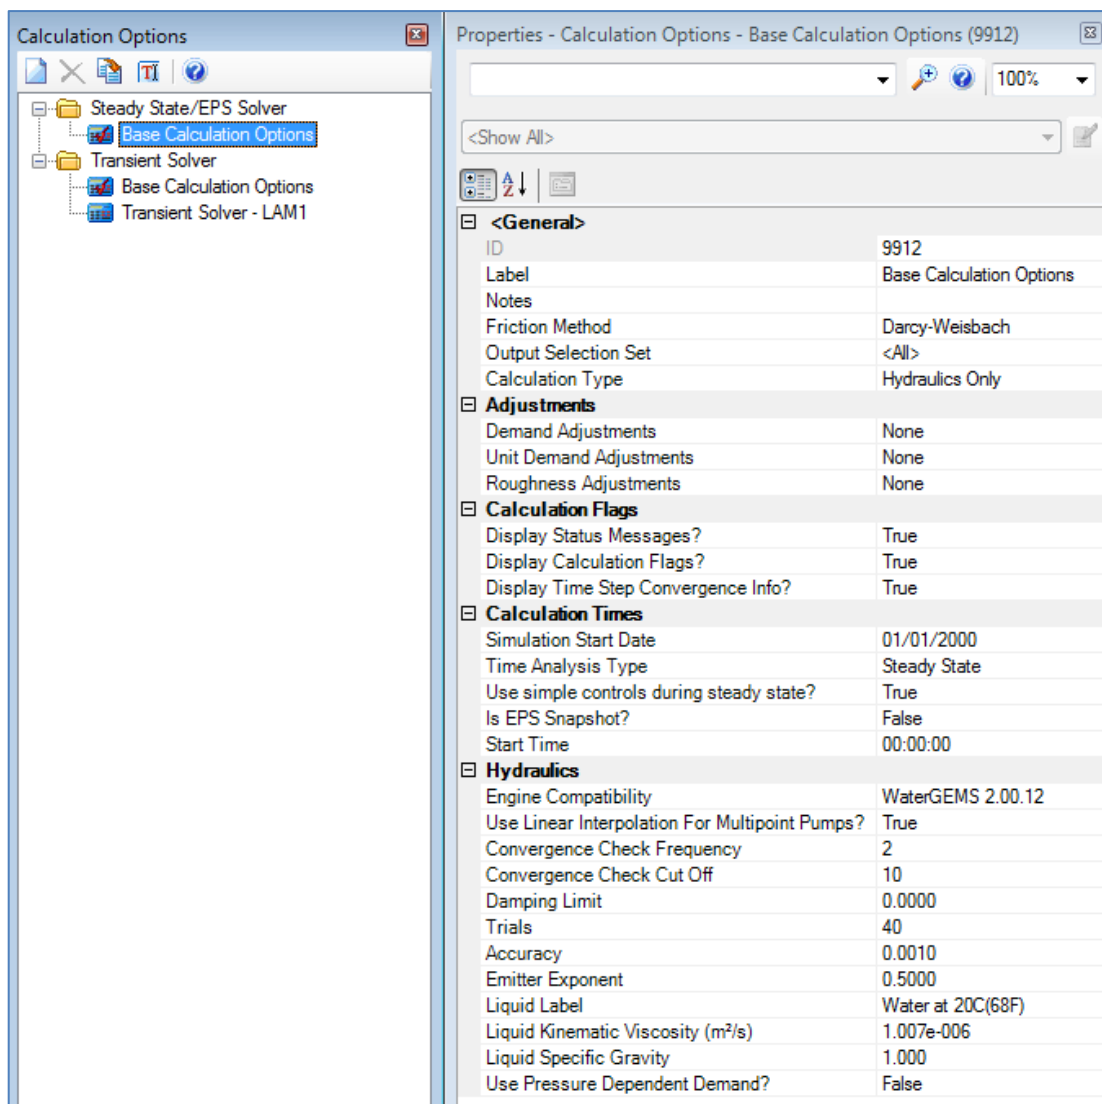 Calculation Options
Steady State/EPS Solver
Base Calculation Options
Transient Solver
Base Calculation Options
Transient Solver - LAM1
Properties - Calculation Options - Base Calculation Options (9912)
100%
<Show All>
<General>
ID 9912
Label Base Calculation Options
Notes
Friction Method Darcy-Weisbach
Output Selection Set <All>
Calculation Type Hydraulics Only
Adjustments
Demand Adjustments None
Unit Demand Adjustments None
Roughness Adjustments None
Calculation Flags
Display Status Messages? True
Display Calculation Flags? True
Display Time Step Convergence Info? True
Calculation Times
Simulation Start Date 01/01/2000
Time Analysis Type Steady State
Use simple controls during steady state? True
Is EPS Snapshot? False
Start Time 00:00:00
Hydraulics
Engine Compatibility WaterGEMS 2.00.12
Use Linear Interpolation For Multipoint Pumps? True
Convergence Check Frequency 2
Convergence Check Cut Off 10
Damping Limit 0.0000
Trials 40
Accuracy 0.0010
Emitter Exponent 0.5000
Liquid Label Water at 20C(68F)
Liquid Kinematic Viscosity (m²/s) 1.007e-006
Liquid Specific Gravity 1.000
Use Pressure Dependent Demand? False